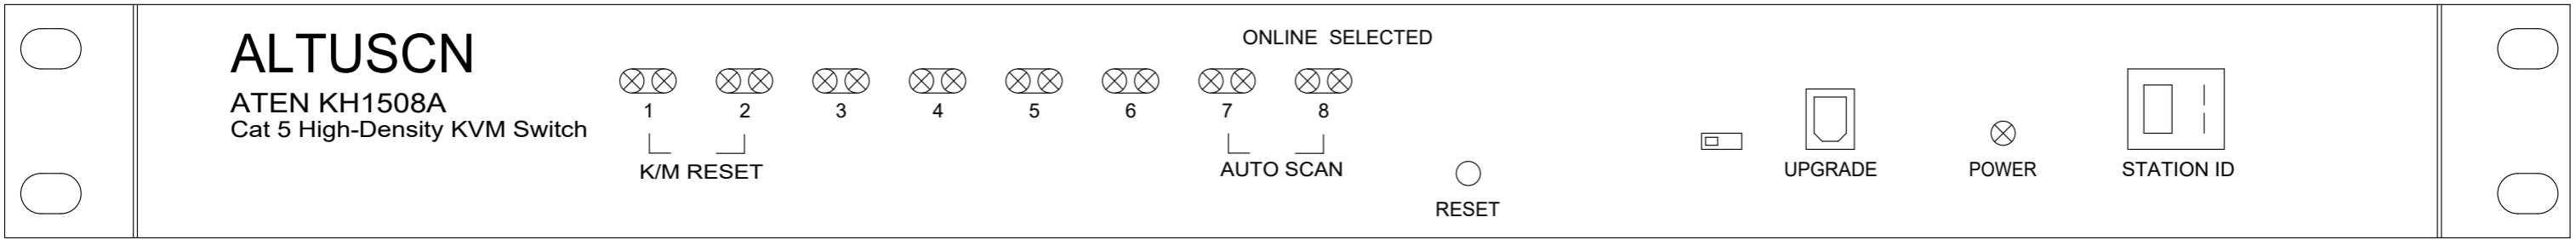 ALTUSCN
ATEN KH1508A
Cat 5 High-Density KVM Switch
ONLINE SELECTED
1 2 3 4 5 6 7 8
K/M RESET
AUTO SCAN
RESET
UPGRADE
POWER
STATION ID